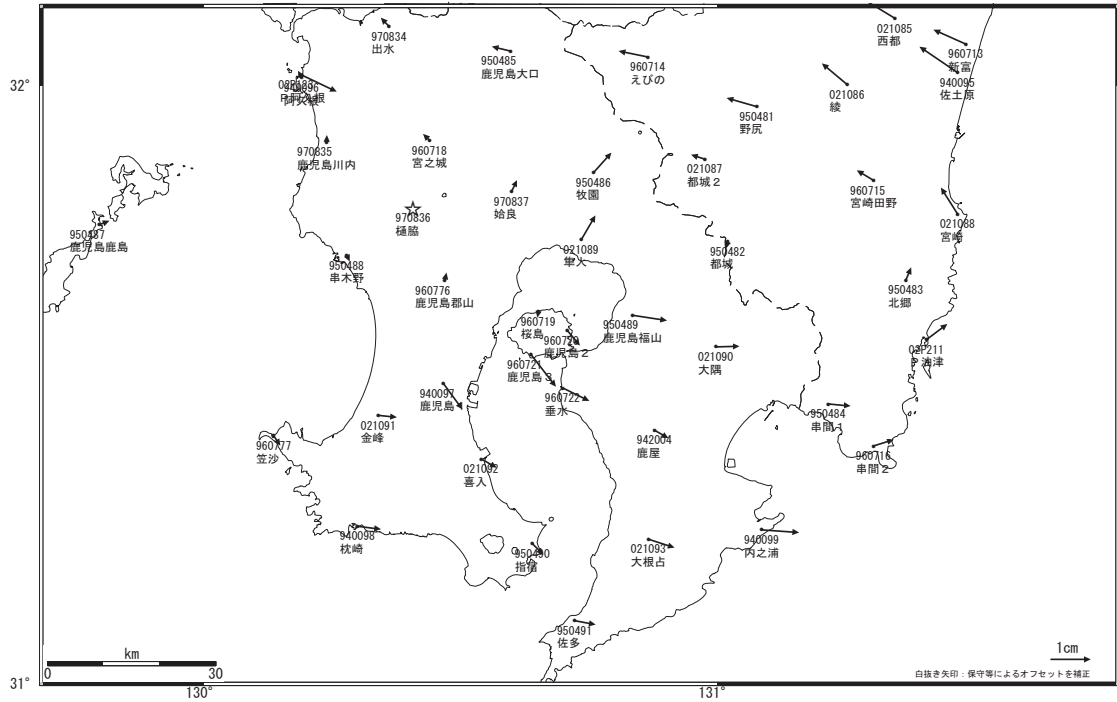 970834
出水
950485
鹿児島大口
960714
えびの
021085
西都
960713
新富
940095
佐土原
32°
阿久根
021086
綾
950481
野尻
970835
鹿児島川内
960718
宮之城
021087
都城2
950486
牧園
960715
宮崎田野
970837
姶良
970836
樋脇
021088
宮崎
950487
鹿児島鹿島
021089
隼人
950482
都城
950488
串木野
960776
鹿児島郡山
950483
北郷
960719
桜島
950489
鹿児島福山
960720
鹿児島2
02P211
P油津
021090
大隅
960721
鹿児島3
960722
垂水
940097
鹿児島
950484
串間1
021091
金峰
942004
鹿屋
960777
笠沙
960716
串間2
021092
喜入
940098
枕崎
950490
指宿
021093
大根占
940099
内之浦
950491
佐多
km
0 30
1cm
白抜き矢印:保守等によるオフセットを補正
31°
130° 131°